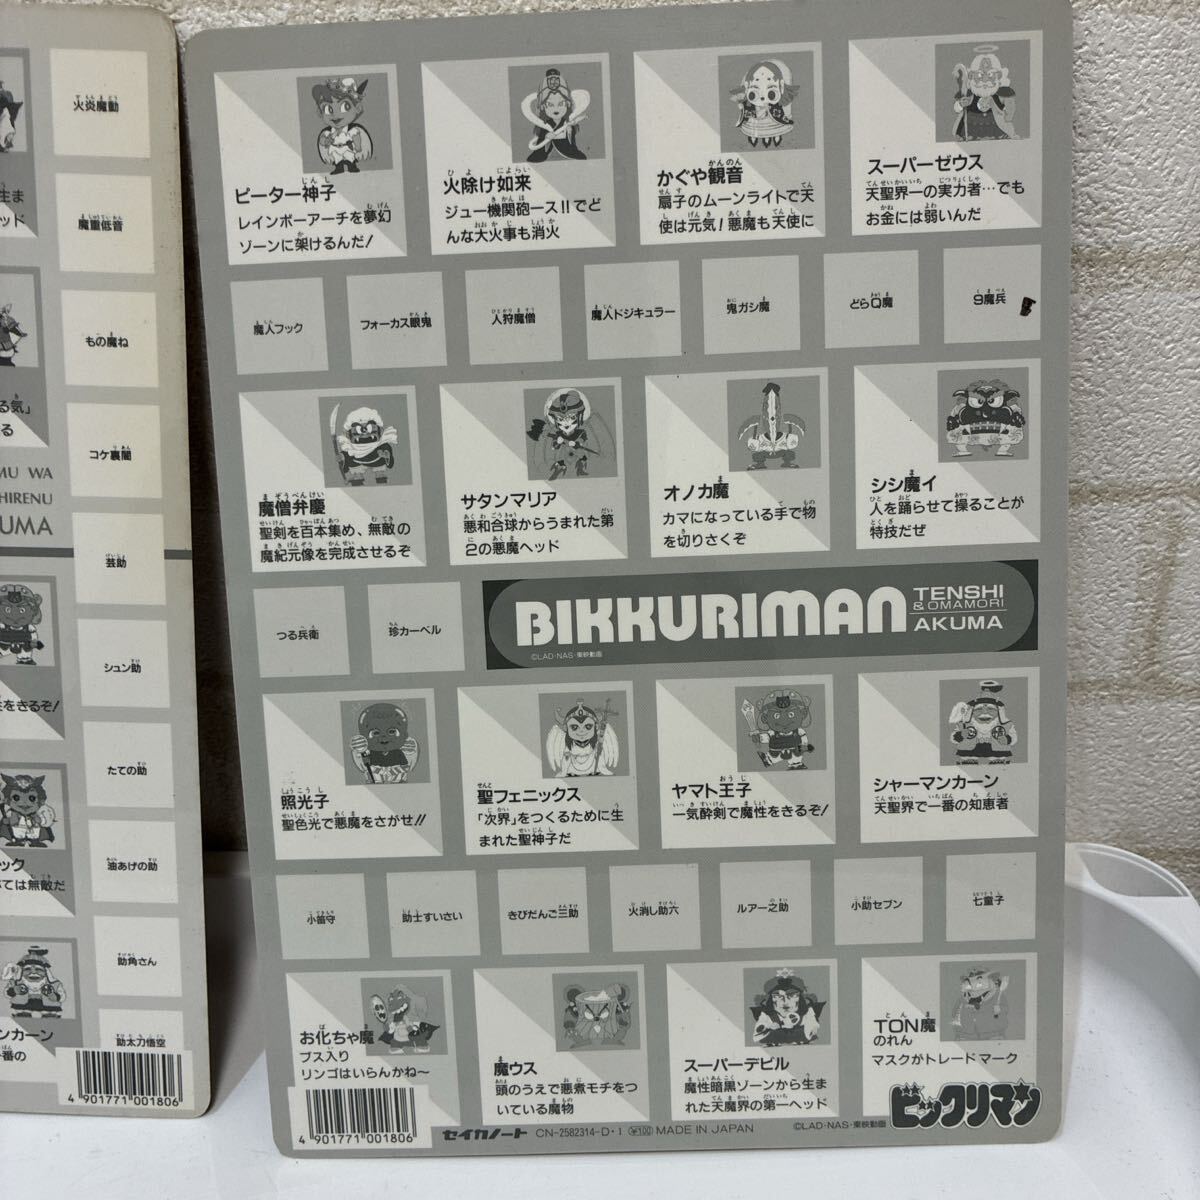 火炎魔動
魔重低音
もの魔ね
コケ裏闇
芸助
シュン助
たての助
油あげの助
助角さん
助太刀悟空
生ま
ッド
る気」
る
MU WA
HIRENU
KUMA
をきるぞ!
ック
ては無敵だ
ンカーン
番の
4 901771 001806
ピーター神子
レインボーアーチを夢幻
ゾーンに架けるんだ!
火除け如来
ジュー機関砲ース!!でど
んな大火事も消火
かぐや観音
扇子のムーンライトで天
使は元気!悪魔も天使に
スーパーゼウス
天聖界一の実力者…でも
お金には弱いんだ
魔人フック
フォーカス眼鬼
人狩魔僧
魔人ドジキュラー
鬼ガシ魔
どらQ魔
9魔兵
魔僧弁慶
聖剣を百本集め、無敵の
魔紀元像を完成させるぞ
サタンマリア
悪和合球からうまれた第
2の悪魔ヘッド
オノカ魔
カマになっている手で物
を切りさくぞ
シシ魔イ
人を踊らせて操ることが
特技だぜ
つる兵衛
珍カーベル
BIKKURIMAN
TENSHI
& OMAMORI
AKUMA
©LAD・NAS・東映動画
照光子
聖色光で悪魔をさがせ!!
聖フェニックス
「次界」をつくるために生
まれた聖神子だ
ヤマト王子
一気酔剣で魔性をきるぞ!
シャーマンカーン
天聖界で一番の知恵者
小笛守
助士すいさい
きびだんご三助
火消し助六
ルアー之助
小助セブン
七童子
お化ちゃ魔
ブス入り
リンゴはいらんかね～
魔ウス
頭のうえで悪煮モチをつ
いている魔物
スーパーデビル
魔性暗黒ゾーンから生ま
れた天魔界の第一ヘッド
TON魔
のれん
マスクがトレードマーク
ビックリマン
4 901771 001806
セイカノート CN-2582314-D・1 ¥100 MADE IN JAPAN
©LAD・NAS・東映動画